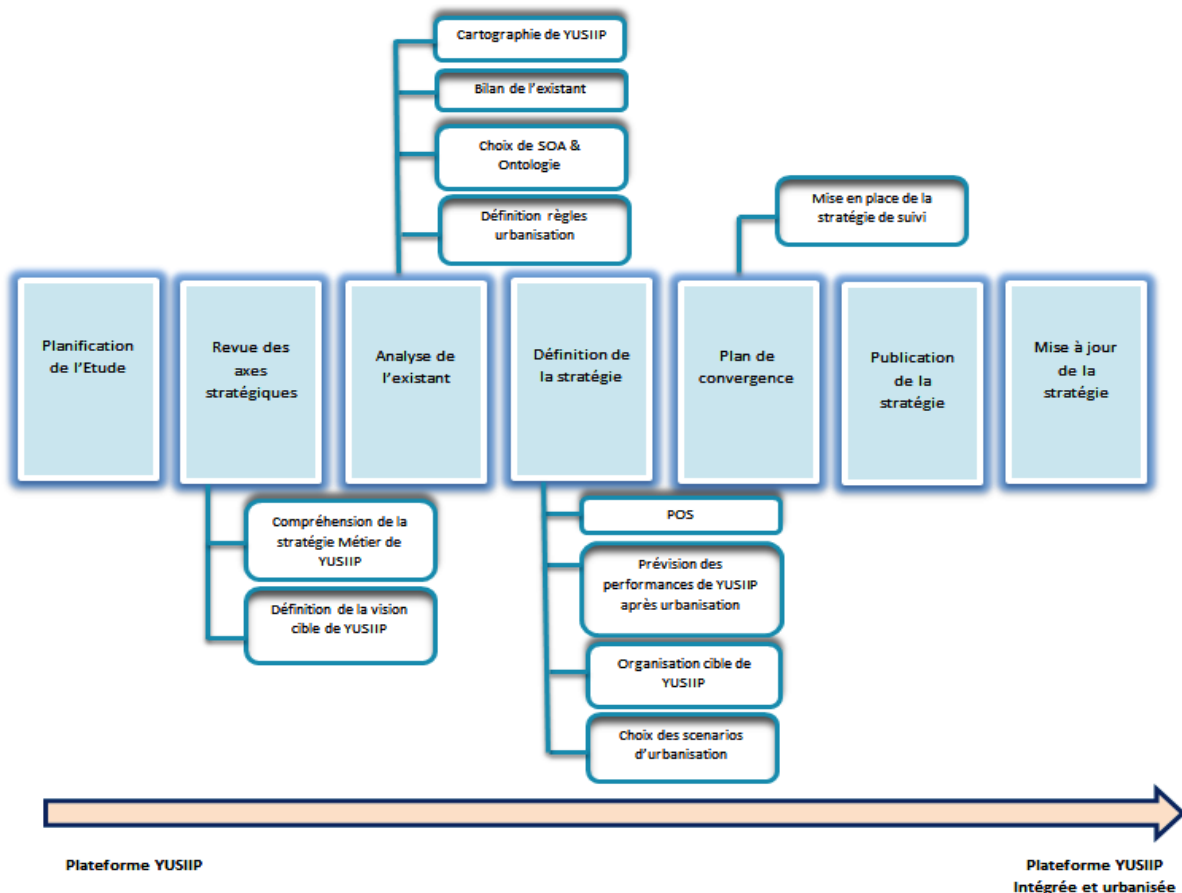 Cartographie de YUSIIP
Bilan de l'existant
Choix de SOA &
Ontologie
Définition règles
urbanisation
Mise en place de la
stratégie de suivi
Planification
de l'Etude
Revue des
axes
stratégiques
Analyse de
l'existant
Définition de
la stratégie
Plan de
convergence
Publication
de la
stratégie
Mise à jour
de la
stratégie
Compréhension de la
stratégie Métier de
YUSIIP
Définition de la vision
cible de YUSIIP
POS
Prévision des
performances de YUSIIP
après urbanisation
Organisation cible de
YUSIIP
Choix des scenarios
d'urbanisation
Plateforme YUSIIP
Plateforme YUSIIP
Intégrée et urbanisée